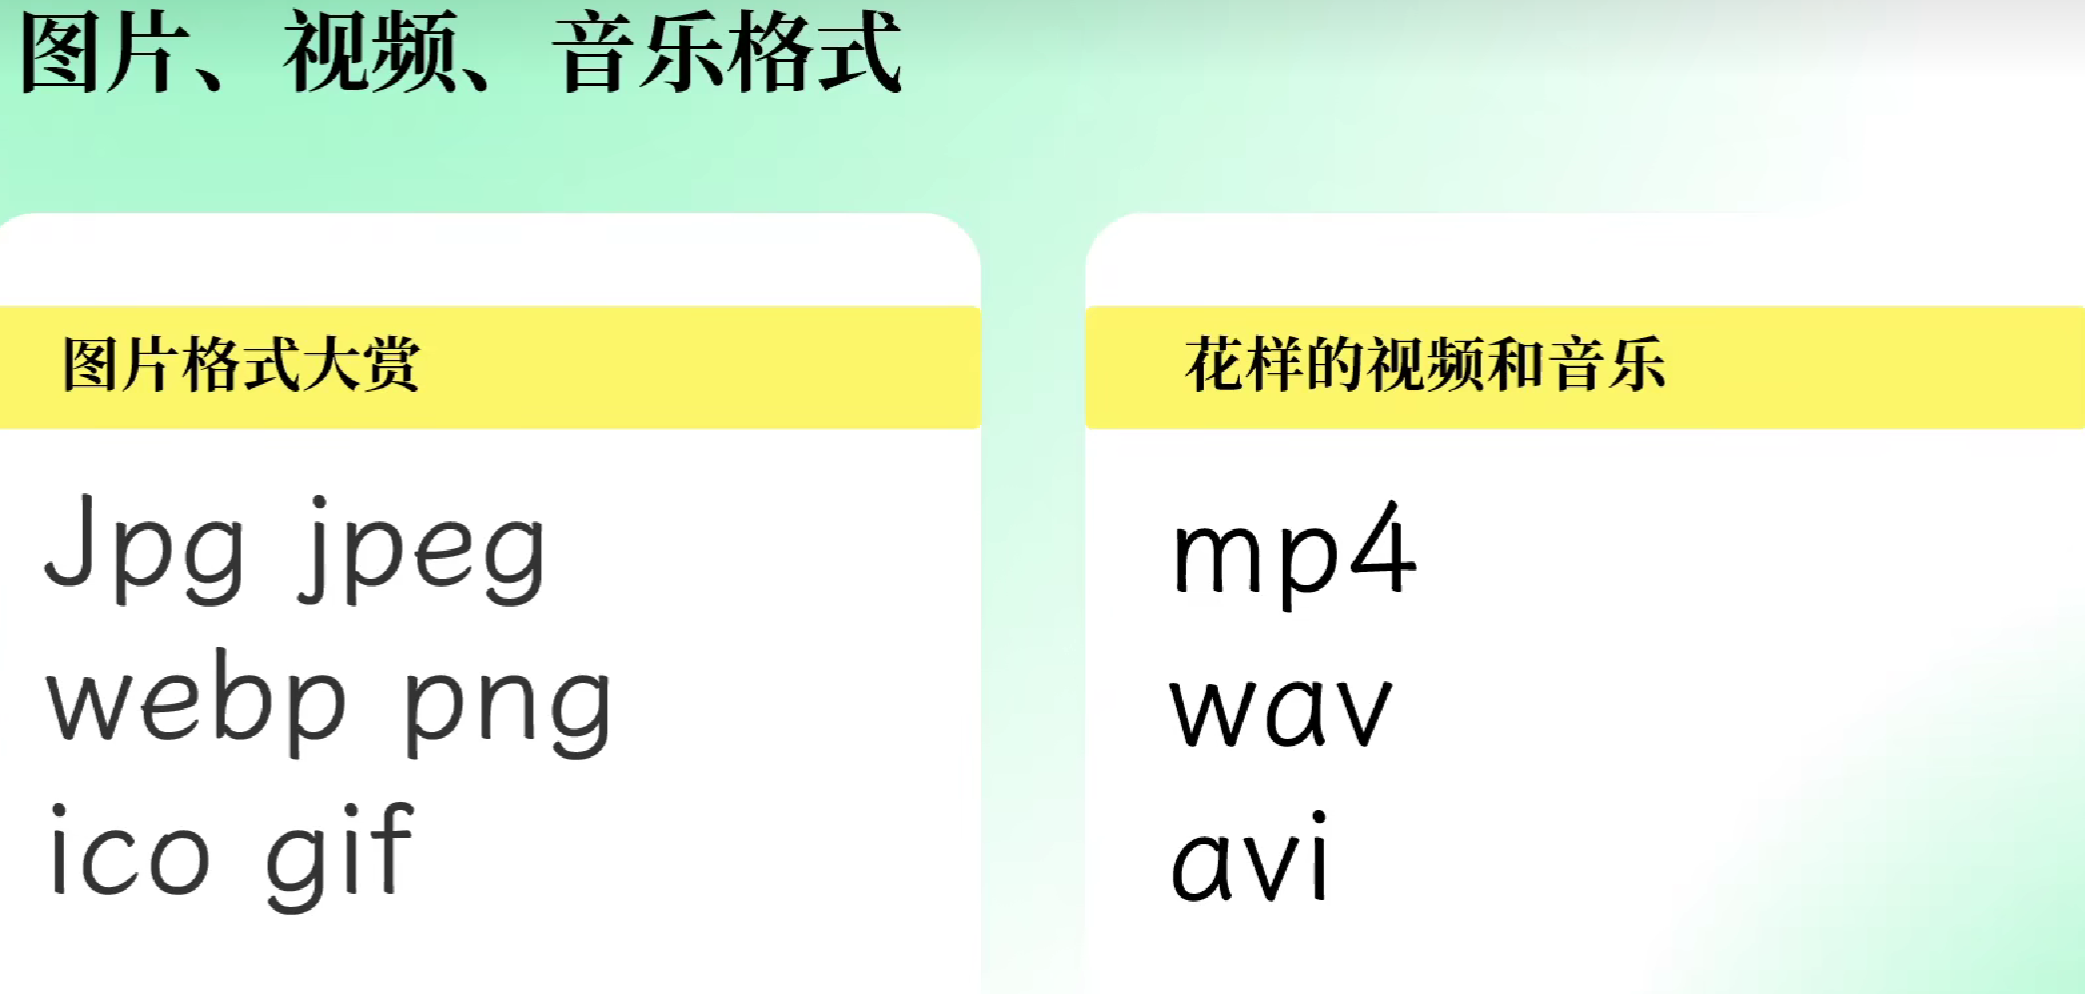 图片、视频、音乐格式
图片格式大赏
Jpg jpeg
webp png
ico gif
花样的视频和音乐
mp4
wav
avi